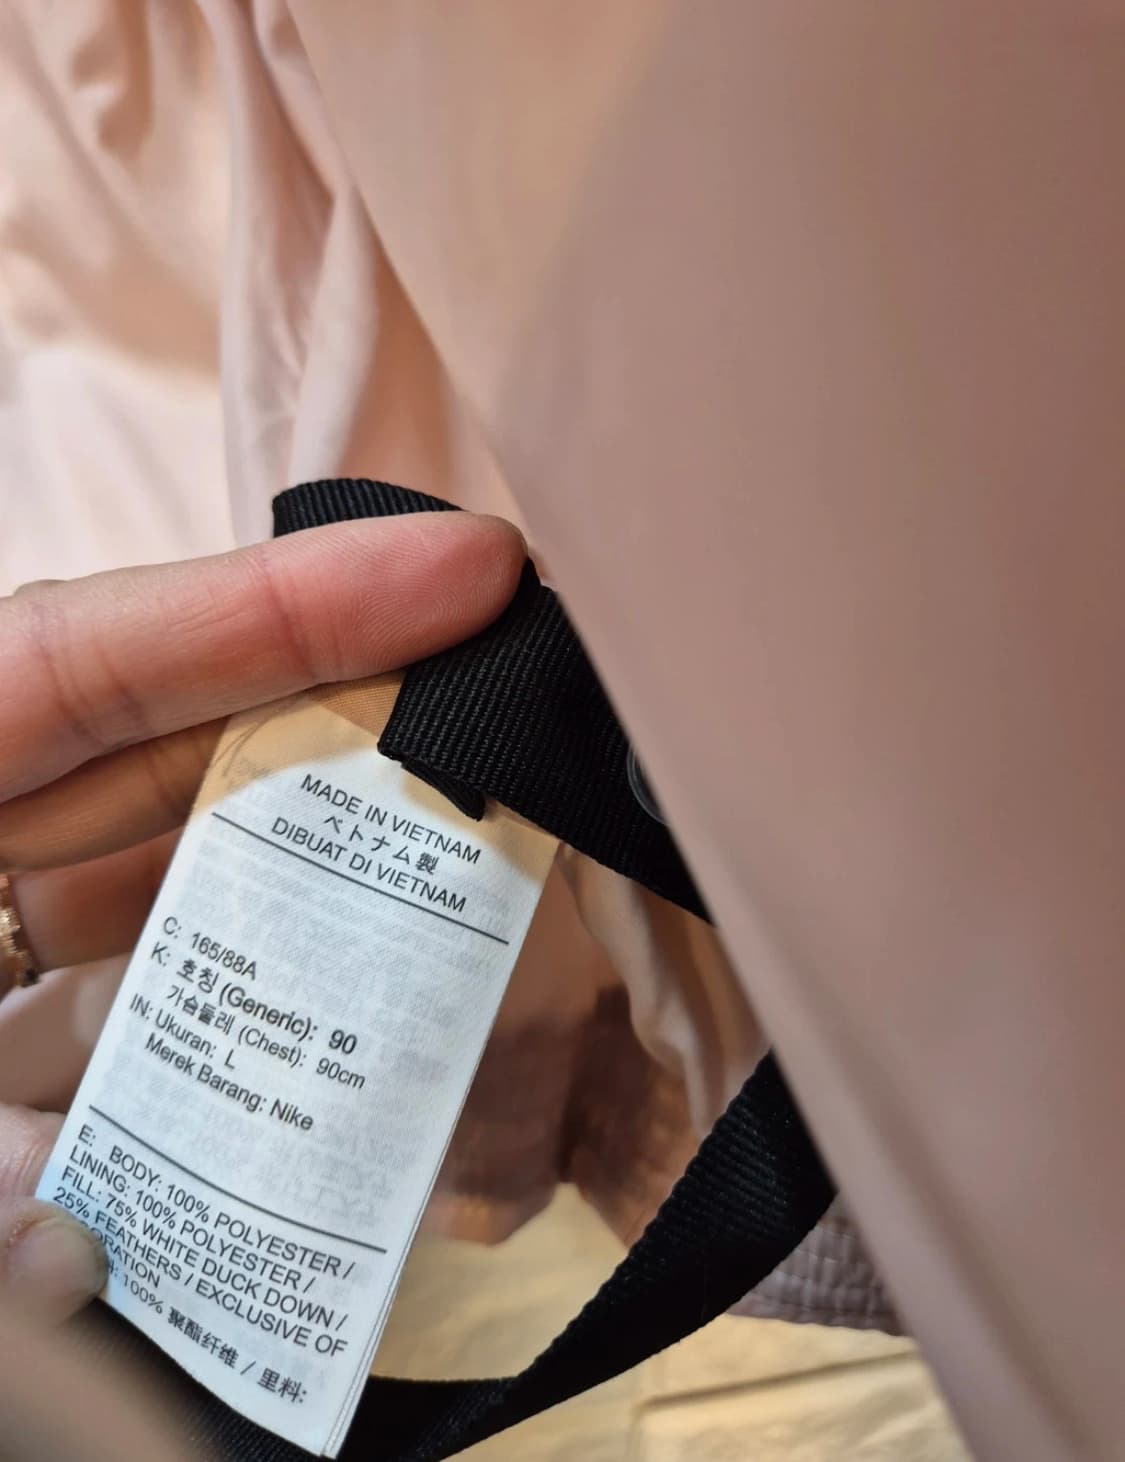 MADE IN VIETNAM
ベトナム製
DIBUAT DI VIETNAM
C: 165/88A
K: 호칭 (Generic): 90
가슴둘레 (Chest): 90cm
IN: Ukuran: L
Merek Barang: Nike
E: BODY: 100% POLYESTER /
LINING: 100% POLYESTER /
FILL: 75% WHITE DUCK DOWN /
25% FEATHERS / EXCLUSIVE OF
ORATION
100% 聚酯纤维 / 里料: